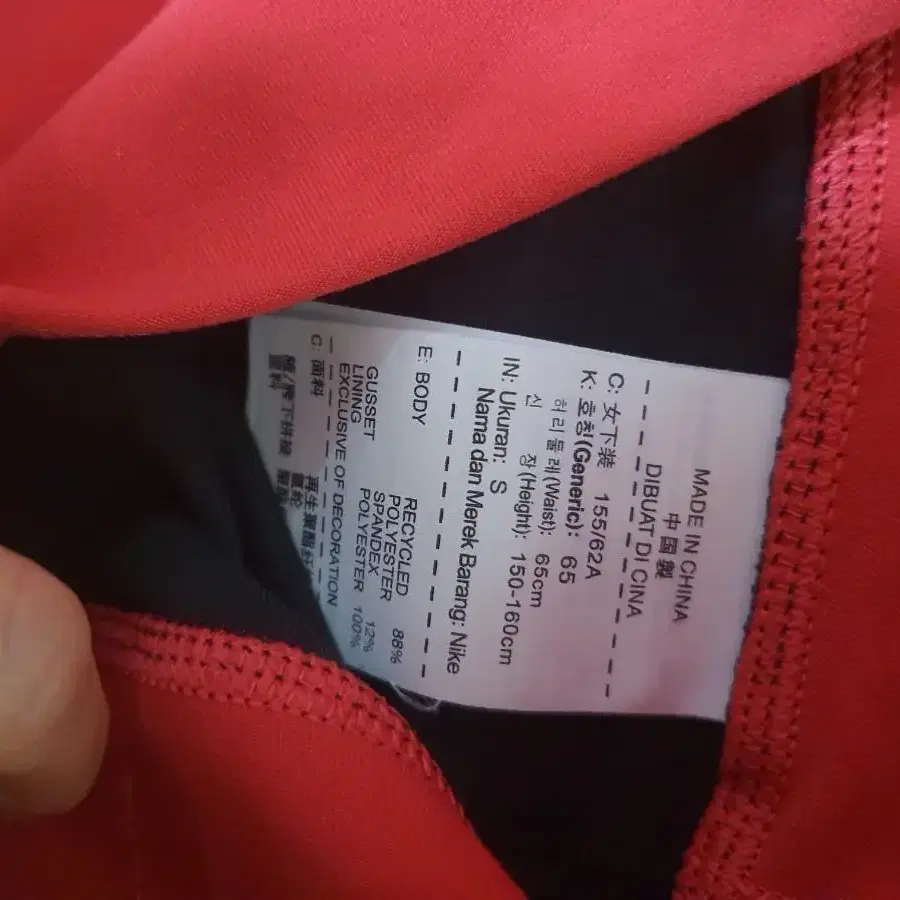 MADE IN CHINA
中国製
DIBUAT DI CINA
C: 女下装 155/62A
K: 호칭(Generic): 65
허리둘레(Waist): 65cm
신 장(Height): 150-160cm
IN: Ukuran: S
Nama dan Merek Barang: Nike
E: BODY
RECYCLED
POLYESTER 88%
SPANDEX 12%
GUSSET
LINING POLYESTER 100%
EXCLUSIVE OF DECORATION
C: 面料
再生聚酯纤